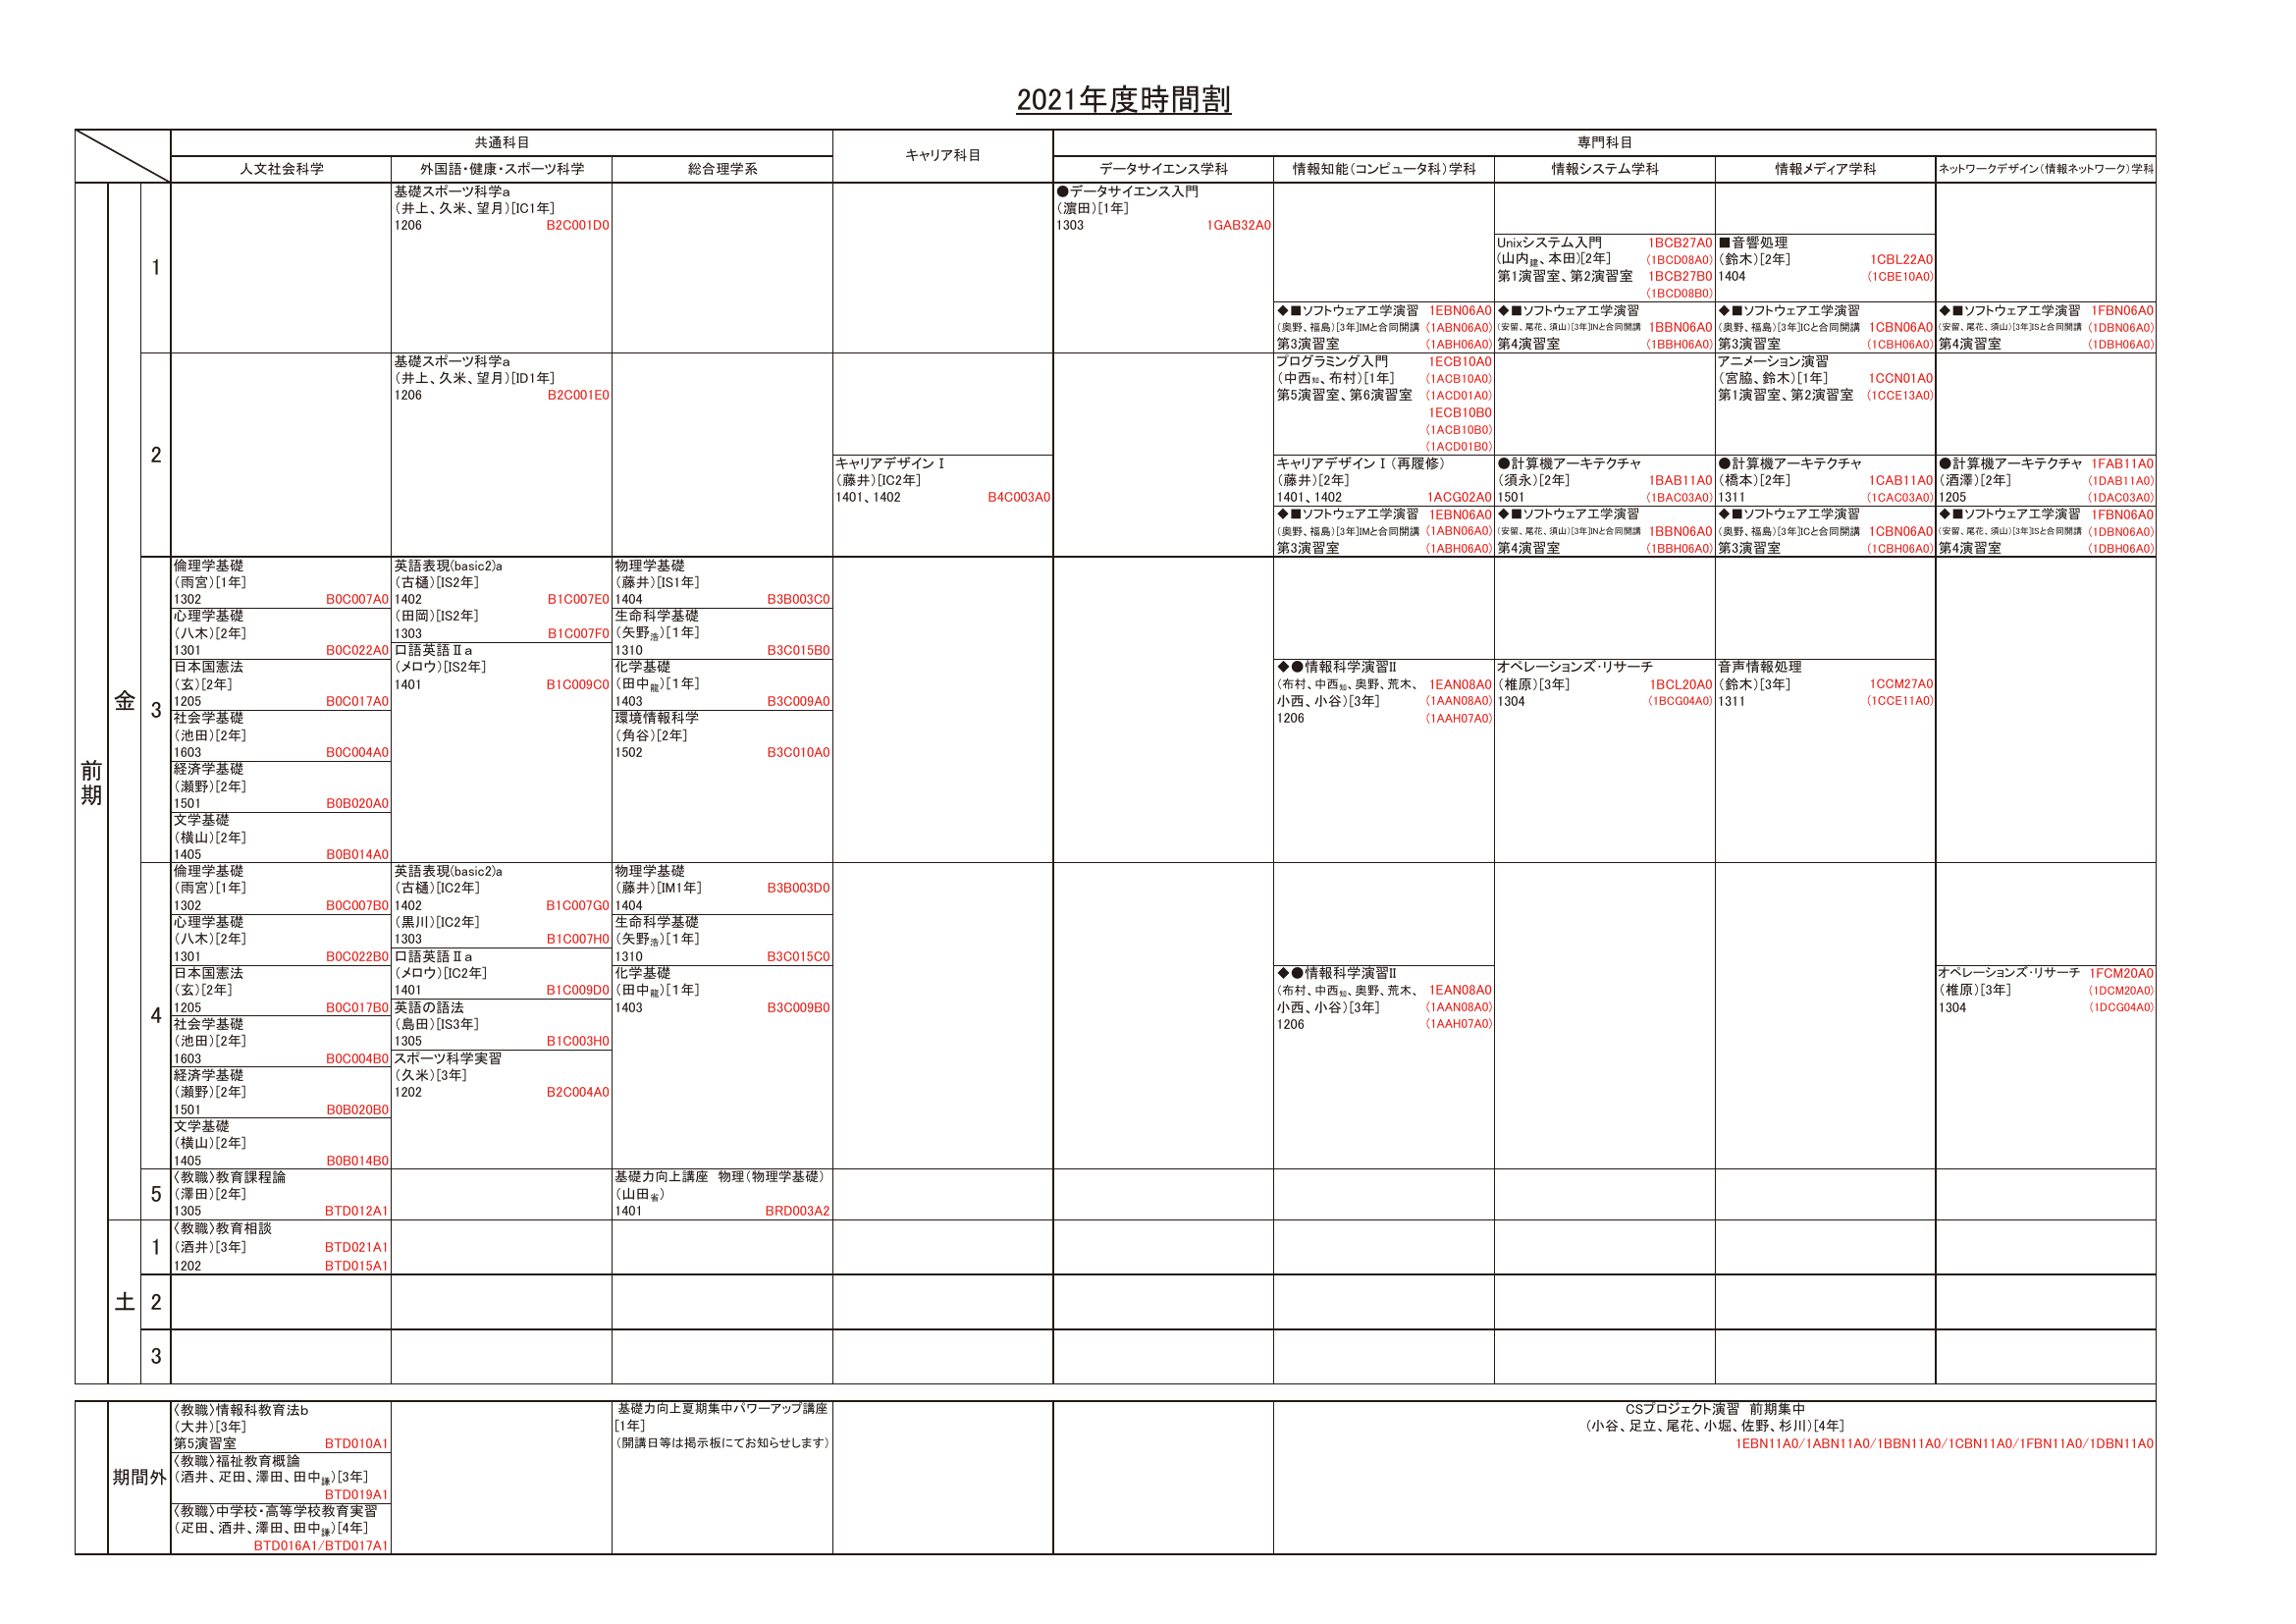 2021年度時間割
共通科目
キャリア科目
専門科目
人文社会科学
外国語・健康・スポーツ科学
総合理学系
データサイエンス学科
情報知能(コンピュータ科)学科
情報システム学科
情報メディア学科
ネットワークデザイン(情報ネットワーク)学科
前期
金
1
基礎スポーツ科学a
(井上、久米、望月)[IC1年]
1206 B2C001D0
●データサイエンス入門
(濵田)[1年]
1303 1GAB32A0
Unixシステム入門 1BCB27A0
(山内建、本田)[2年] (1BCD08A0)
第1演習室、第2演習室 1BCB27B0
(1BCD08B0)
■音響処理
(鈴木)[2年] 1CBL22A0
1404 (1CBE10A0)
◆■ソフトウェア工学演習 1EBN06A0
(奥野、福島)[3年]IMと合同開講 (1ABN06A0)
第3演習室 (1ABH06A0)
◆■ソフトウェア工学演習
(安留、尾花、須山)[3年]INと合同開講 1BBN06A0
第4演習室 (1BBH06A0)
◆■ソフトウェア工学演習
(奥野、福島)[3年]ICと合同開講 1CBN06A0
第3演習室 (1CBH06A0)
◆■ソフトウェア工学演習 1FBN06A0
(安留、尾花、須山)[3年]ISと合同開講 (1DBN06A0)
第4演習室 (1DBH06A0)
2
基礎スポーツ科学a
(井上、久米、望月)[ID1年]
1206 B2C001E0
プログラミング入門 1ECB10A0
(中西知、布村)[1年] (1ACB10A0)
第5演習室、第6演習室 (1ACD01A0)
1ECB10B0
(1ACB10B0)
(1ACD01B0)
アニメーション演習
(宮脇、鈴木)[1年] 1CCN01A0
第1演習室、第2演習室 (1CCE13A0)
キャリアデザインⅠ
(藤井)[IC2年]
1401、1402 B4C003A0
キャリアデザインⅠ(再履修)
(藤井)[2年]
1401、1402 1ACG02A0
●計算機アーキテクチャ
(須永)[2年] 1BAB11A0
1501 (1BAC03A0)
●計算機アーキテクチャ
(橋本)[2年] 1CAB11A0
1311 (1CAC03A0)
●計算機アーキテクチャ 1FAB11A0
(酒澤)[2年] (1DAB11A0)
1205 (1DAC03A0)
◆■ソフトウェア工学演習 1EBN06A0
(奥野、福島)[3年]IMと合同開講 (1ABN06A0)
第3演習室 (1ABH06A0)
◆■ソフトウェア工学演習
(安留、尾花、須山)[3年]INと合同開講 1BBN06A0
第4演習室 (1BBH06A0)
◆■ソフトウェア工学演習
(奥野、福島)[3年]ICと合同開講 1CBN06A0
第3演習室 (1CBH06A0)
◆■ソフトウェア工学演習 1FBN06A0
(安留、尾花、須山)[3年]ISと合同開講 (1DBN06A0)
第4演習室 (1DBH06A0)
3
倫理学基礎
(雨宮)[1年]
1302 B0C007A0
心理学基礎
(八木)[2年]
1301 B0C022A0
日本国憲法
(玄)[2年]
1205 B0C017A0
社会学基礎
(池田)[2年]
1603 B0C004A0
経済学基礎
(瀬野)[2年]
1501 B0B020A0
文学基礎
(横山)[2年]
1405 B0B014A0
英語表現(basic2)a
(古樋)[IS2年]
1402 B1C007E0
(田岡)[IS2年]
1303 B1C007F0
口語英語Ⅱa
(メロウ)[IS2年]
1401 B1C009C0
物理学基礎
(藤井)[IS1年]
1404 B3B003C0
生命科学基礎
(矢野浩)[1年]
1310 B3C015B0
化学基礎
(田中龍)[1年]
1403 B3C009A0
環境情報科学
(角谷)[2年]
1502 B3C010A0
◆●情報科学演習II
(布村、中西知、奥野、荒木、 1EAN08A0
小西、小谷)[3年] (1AAN08A0)
1206 (1AAH07A0)
オペレーションズ・リサーチ
(椎原)[3年] 1BCL20A0
1304 (1BCG04A0)
音声情報処理
(鈴木)[3年] 1CCM27A0
1311 (1CCE11A0)
4
倫理学基礎
(雨宮)[1年]
1302 B0C007B0
心理学基礎
(八木)[2年]
1301 B0C022B0
日本国憲法
(玄)[2年]
1205 B0C017B0
社会学基礎
(池田)[2年]
1603 B0C004B0
経済学基礎
(瀬野)[2年]
1501 B0B020B0
文学基礎
(横山)[2年]
1405 B0B014B0
英語表現(basic2)a
(古樋)[IC2年]
1402 B1C007G0
(黒川)[IC2年]
1303 B1C007H0
口語英語Ⅱa
(メロウ)[IC2年]
1401 B1C009D0
英語の語法
(島田)[IS3年]
1305 B1C003H0
スポーツ科学実習
(久米)[3年]
1202 B2C004A0
物理学基礎
(藤井)[IM1年] B3B003D0
1404
生命科学基礎
(矢野浩)[1年]
1310 B3C015C0
化学基礎
(田中龍)[1年]
1403 B3C009B0
◆●情報科学演習II
(布村、中西知、奥野、荒木、 1EAN08A0
小西、小谷)[3年] (1AAN08A0)
1206 (1AAH07A0)
オペレーションズ・リサーチ 1FCM20A0
(椎原)[3年] (1DCM20A0)
1304 (1DCG04A0)
5
〈教職〉教育課程論
(澤田)[2年]
1305 BTD012A1
基礎力向上講座 物理(物理学基礎)
(山田省)
1401 BRD003A2
土
1
〈教職〉教育相談
(酒井)[3年] BTD021A1
1202 BTD015A1
2
3
期間外
〈教職〉情報科教育法b
(大井)[3年]
第5演習室 BTD010A1
〈教職〉福祉教育概論
(酒井、疋田、澤田、田中謙)[3年]
BTD019A1
〈教職〉中学校・高等学校教育実習
(疋田、酒井、澤田、田中謙)[4年]
BTD016A1/BTD017A1
基礎力向上夏期集中パワーアップ講座
[1年]
(開講日等は掲示板にてお知らせします)
CSプロジェクト演習 前期集中
(小谷、足立、尾花、小堀、佐野、杉川)[4年]
1EBN11A0/1ABN11A0/1BBN11A0/1CBN11A0/1FBN11A0/1DBN11A0